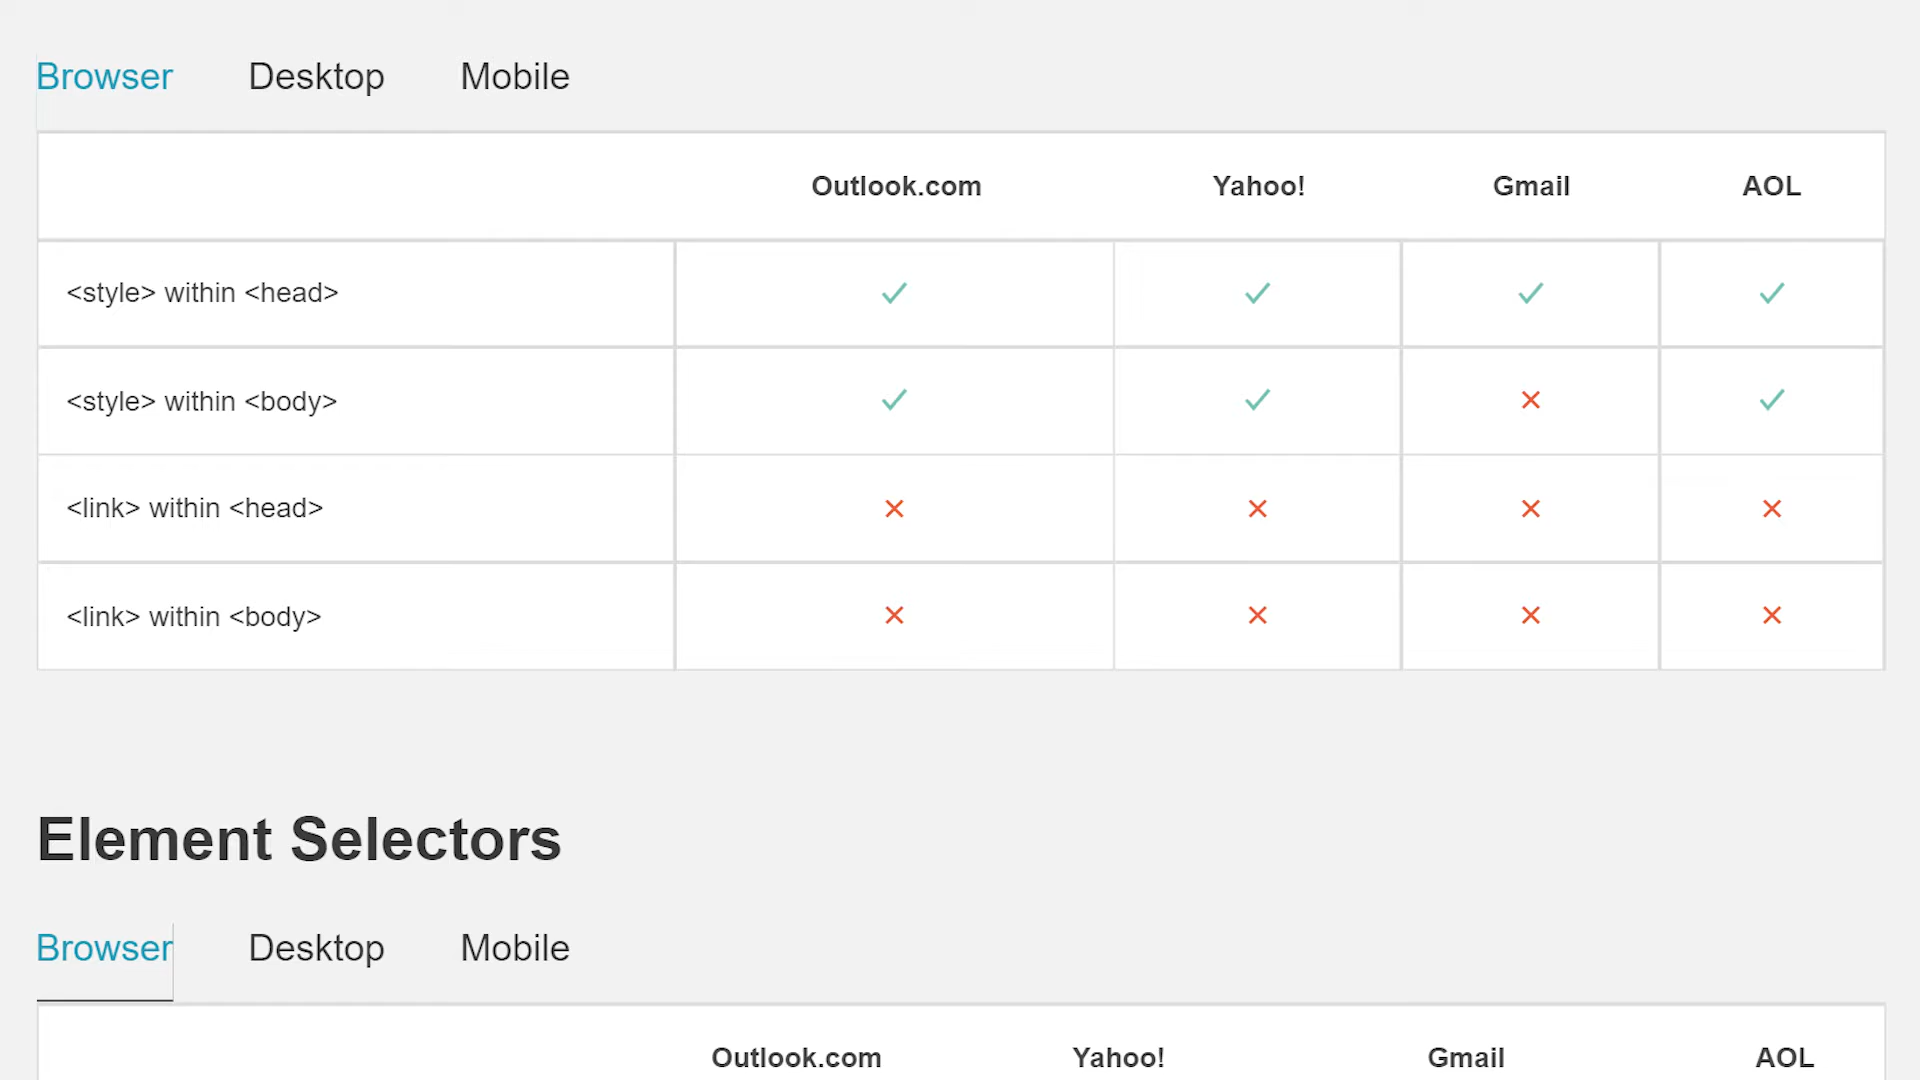 Browser Desktop Mobile
Outlook.com Yahoo! Gmail AOL
<style> within <head>
<style> within <body>
<link> within <head>
<link> within <body>
Element Selectors
Browser Desktop Mobile
Outlook.com Yahoo! Gmail AOL